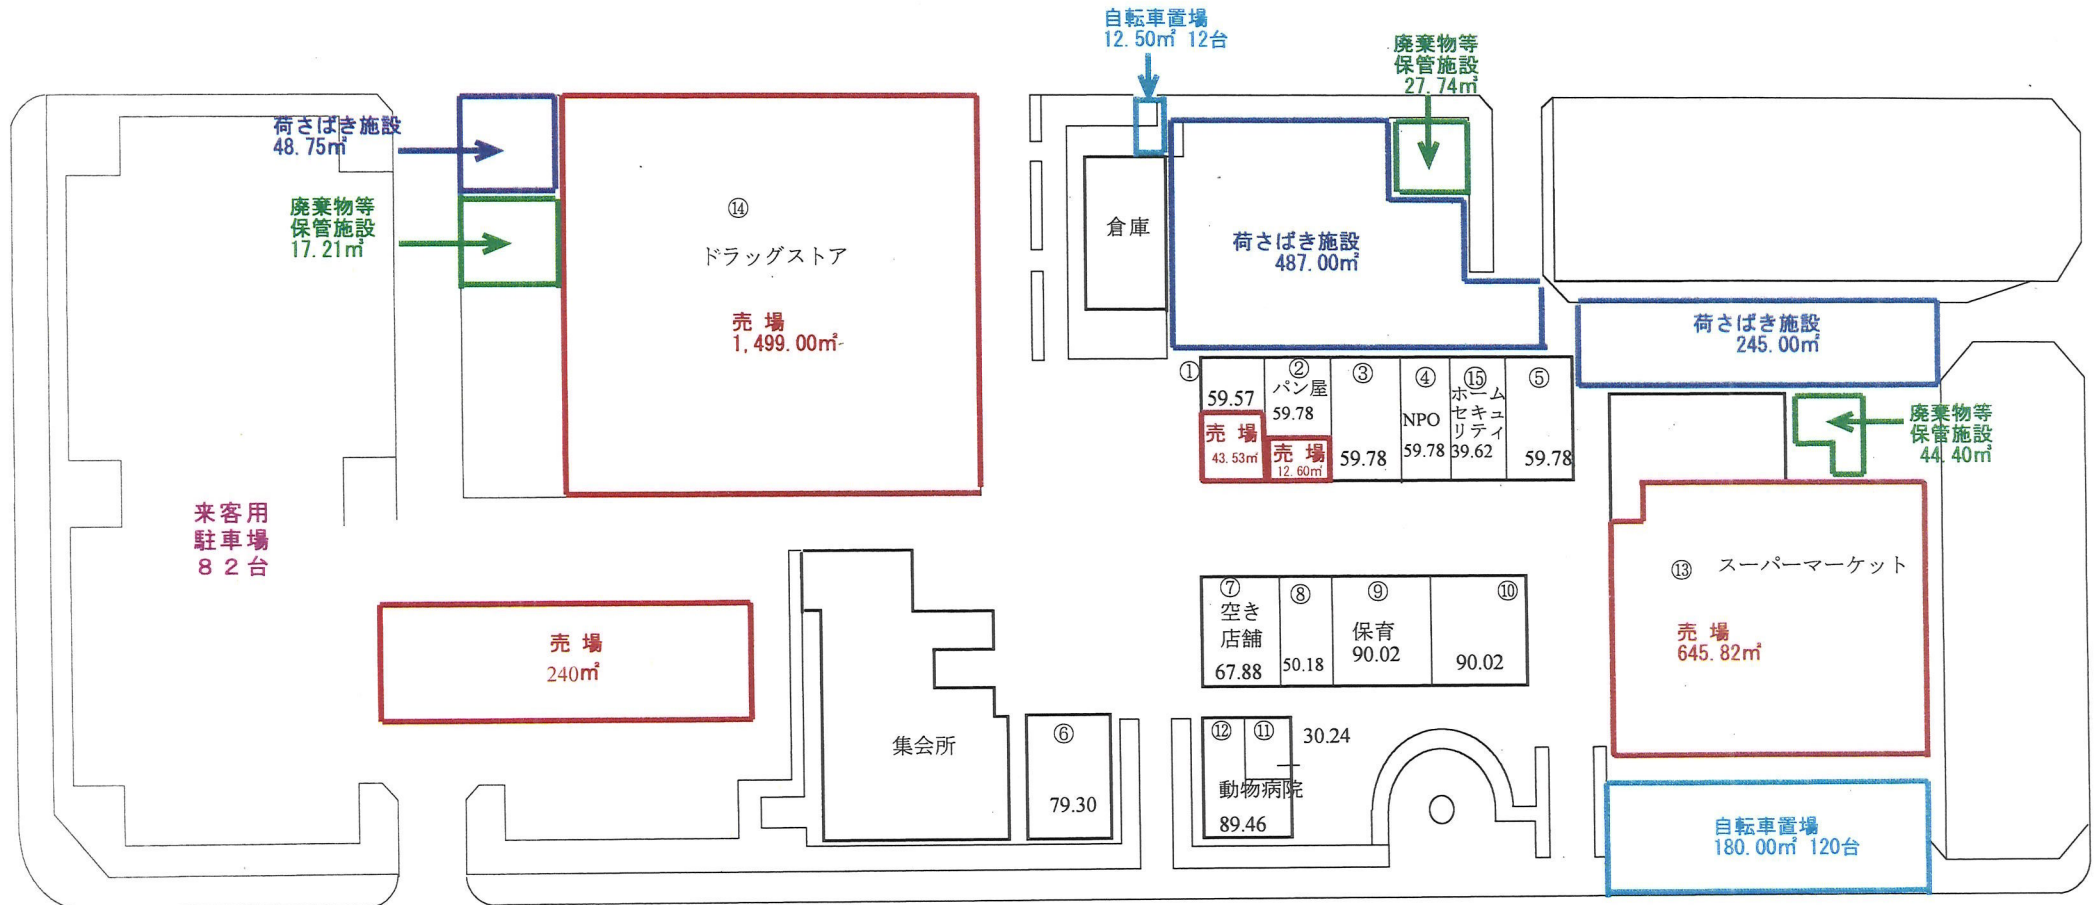 自転車置場
12.50㎡ 12台
廃棄物等
保管施設
27.74㎡
荷さばき施設
48.75㎡
廃棄物等
保管施設
17.21㎡
⑭
ドラッグストア
売 場
1,499.00㎡
倉庫
荷さばき施設
487.00㎡
荷さばき施設
245.00㎡
①
59.57
売 場
43.53㎡
②
パン屋
59.78
売 場
12.60㎡
③
59.78
④
NPO
59.78
⑮
ホーム
セキュ
リティ
39.62
⑤
59.78
廃棄物等
保管施設
44.40㎡
来客用
駐車場
８２台
売 場
240㎡
集会所
⑥
79.30
⑦
空き
店舗
67.88
⑧
50.18
⑨
保育
90.02
⑩
90.02
⑬ スーパーマーケット
売 場
645.82㎡
⑫
⑪
30.24
動物病院
89.46
自転車置場
180.00㎡ 120台